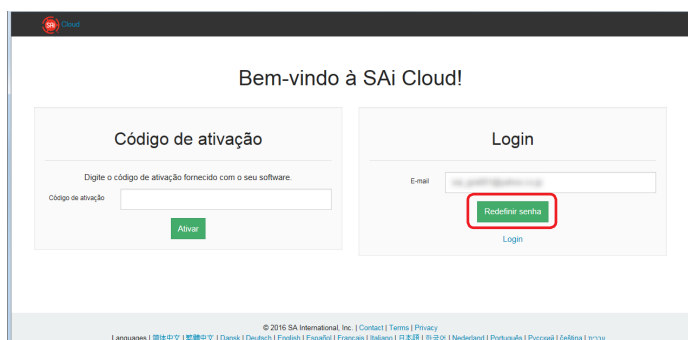 SAi Cloud
Bem-vindo à SAi Cloud!
Código de ativação
Digite o código de ativação fornecido com o seu software.
Código de ativação
Ativar
Login
E-mail
Redefinir senha
Login
© 2016 SA International, Inc. | Contact | Terms | Privacy
Languages | 简体中文 | 繁體中文 | Dansk | Deutsch | English | Español | Français | Italiano | 日本語 | 한국어 | Nederland | Português | Русский | čeština | עברית